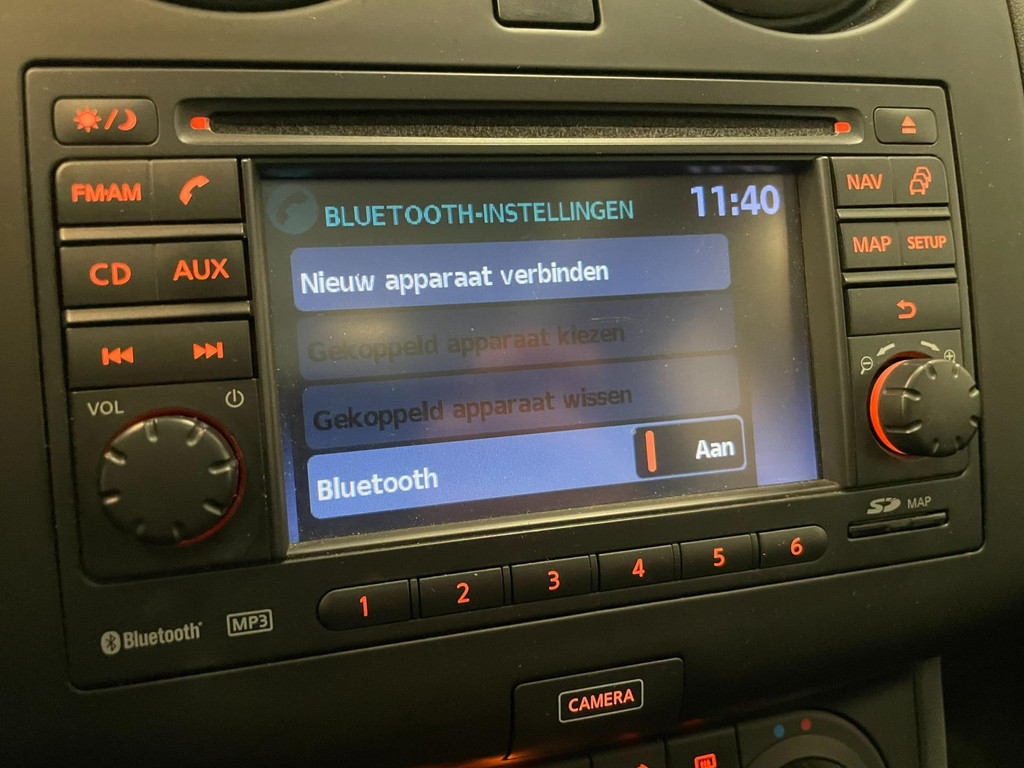 FM·AM
CD
AUX
VOL
BLUETOOTH-INSTELLINGEN
11:40
Nieuw apparaat verbinden
Gekoppeld apparaat kiezen
Gekoppeld apparaat wissen
Bluetooth
Aan
NAV
MAP
SETUP
SD MAP
1 2 3 4 5 6
Bluetooth
MP3
CAMERA